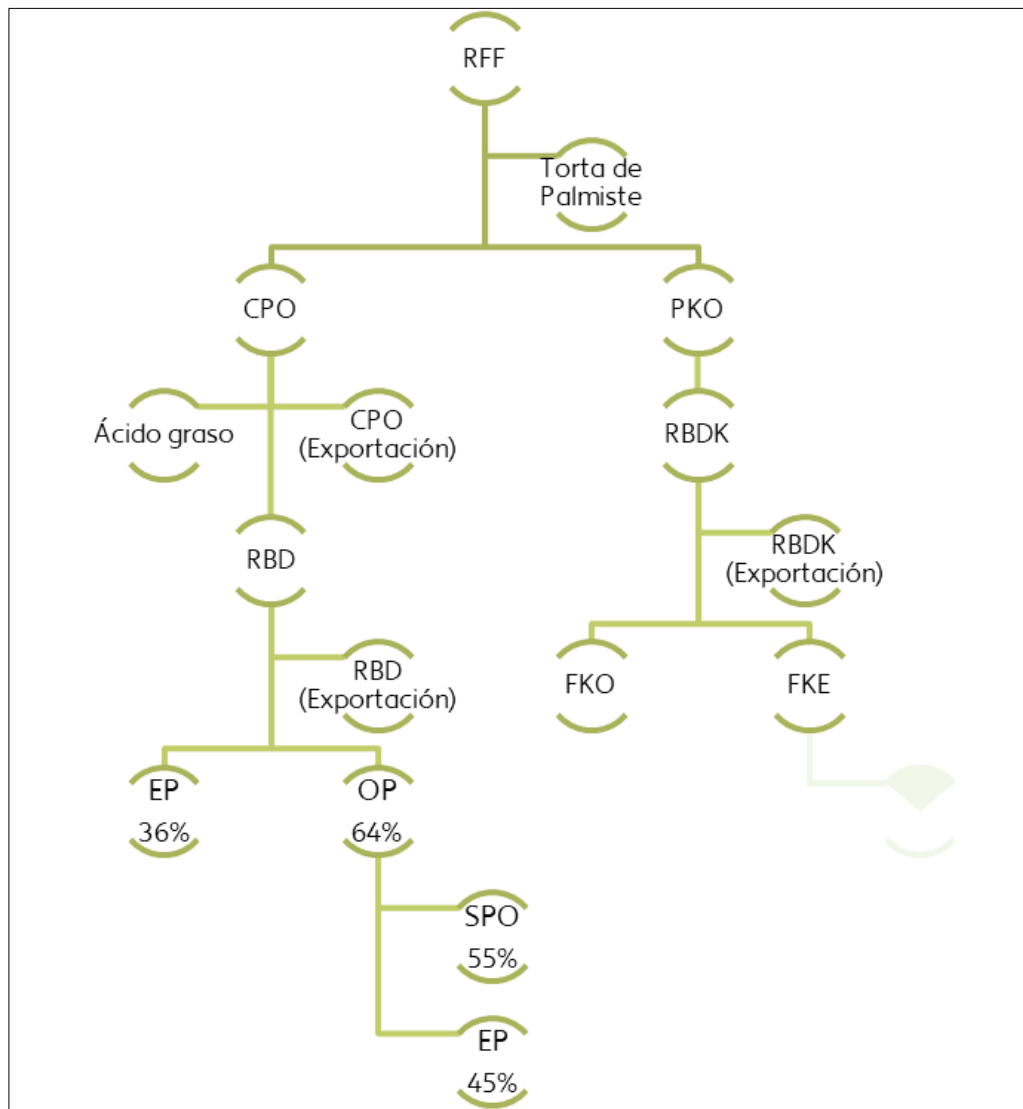 RFF
Torta de
Palmiste
CPO
PKO
Ácido graso
CPO
(Exportación)
RBDK
RBD
RBDK
(Exportación)
RBD
(Exportación)
FKO
FKE
EP
36%
OP
64%
SPO
55%
EP
45%